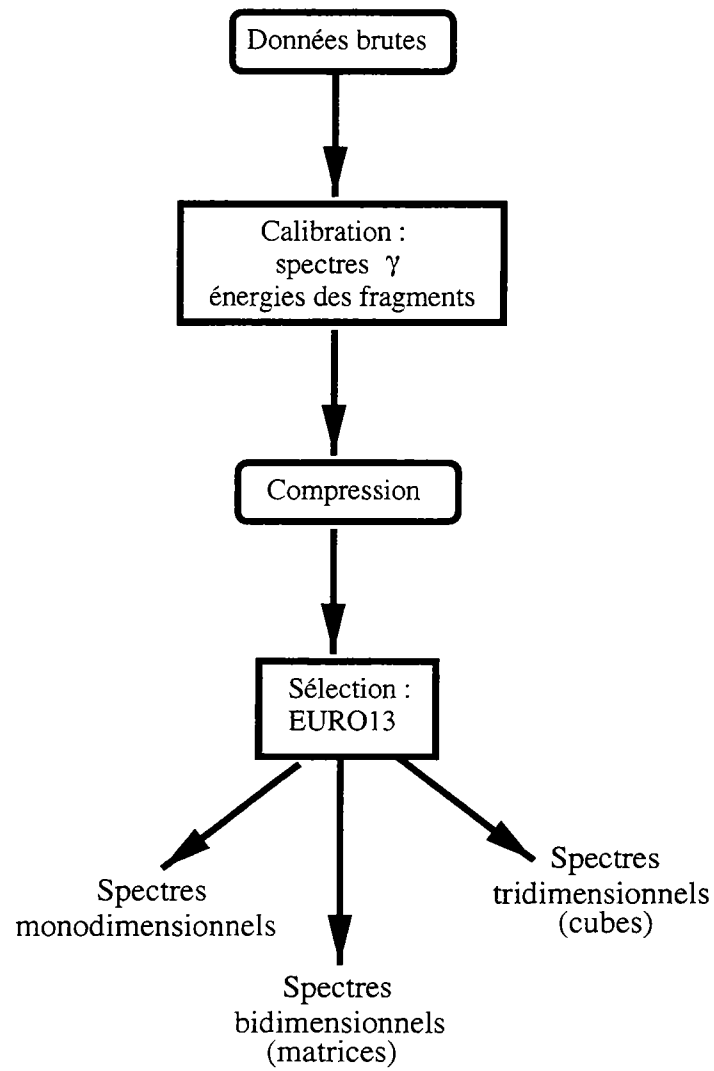 Données brutes
Calibration :
spectres γ
énergies des fragments
Compression
Sélection :
EURO13
Spectres
monodimensionnels
Spectres
bidimensionnels
(matrices)
Spectres
tridimensionnels
(cubes)